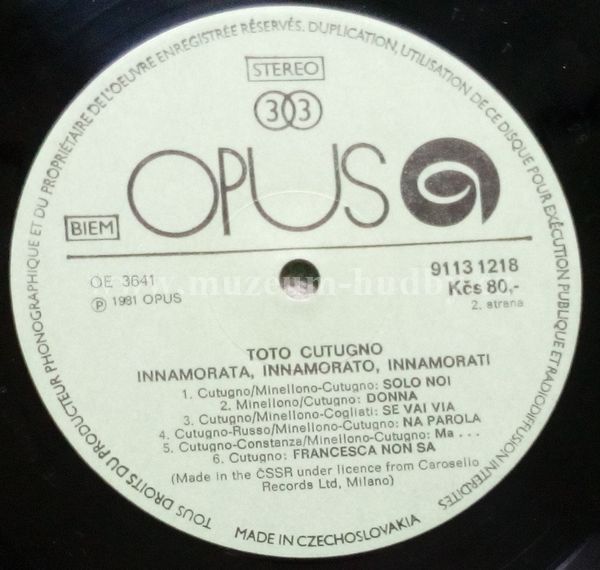 TOUS DROITS DU PRODUCTEUR PHONOGRAPHIQUE ET DU PROPRIÉTAIRE DE L'OEUVRE ENREGISTRÉE RÉSERVÉS. DUPLICATION, UTILISATION DE CE DISQUE POUR EXÉCUTION PUBLIQUE ET RADIODIFFUSION INTERDITES
STEREO
33
OPUS
BIEM
OE 3641
℗ 1981 OPUS
9113 1218
Kčs 80,-
2. strana
www.muzeum-hudby
TOTO CUTUGNO
INNAMORATA, INNAMORATO, INNAMORATI
1. Cutugno/Minellono-Cutugno: SOLO NOI
2. Minellono/Cutugno: DONNA
3. Cutugno/Minellono-Cogliati: SE VAI VIA
4. Cutugno-Russo/Minellono-Cutugno: NA PAROLA
5. Cutugno-Constanza/Minellono-Cutugno: Ma . . .
6. Cutugno: FRANCESCA NON SA
(Made in the ČSSR under licence from Carosello
Records Ltd, Milano)
MADE IN CZECHOSLOVAKIA